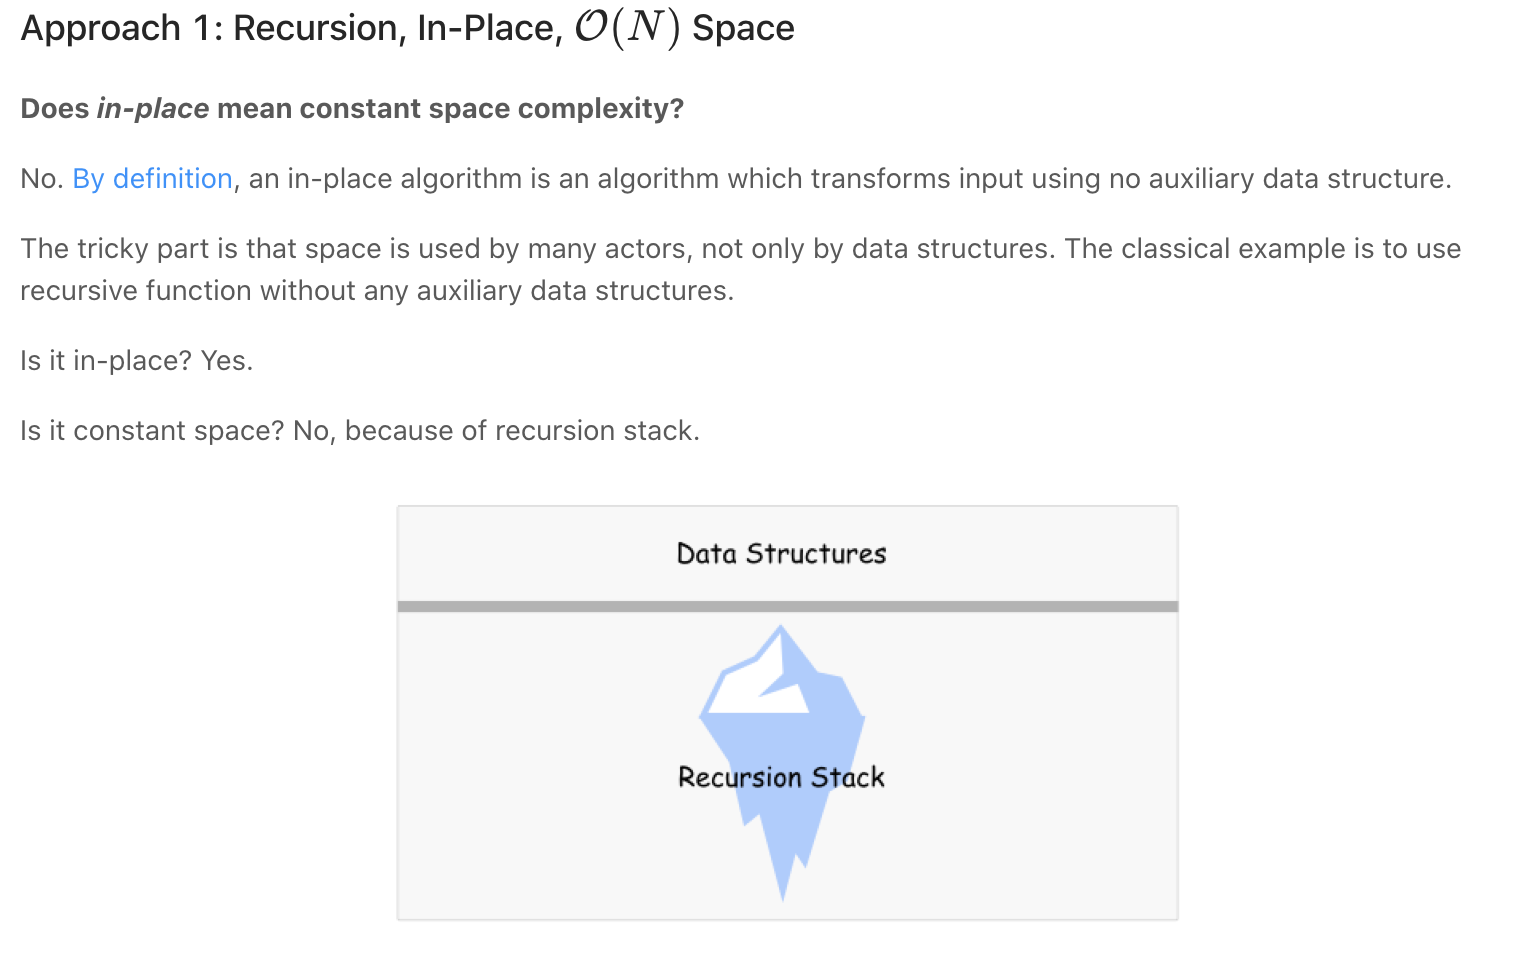 Approach 1: Recursion, In-Place, O(N) Space
Does in-place mean constant space complexity?
No. By definition, an in-place algorithm is an algorithm which transforms input using no auxiliary data structure.
The tricky part is that space is used by many actors, not only by data structures. The classical example is to use
recursive function without any auxiliary data structures.
Is it in-place? Yes.
Is it constant space? No, because of recursion stack.
Data Structures
Recursion Stack